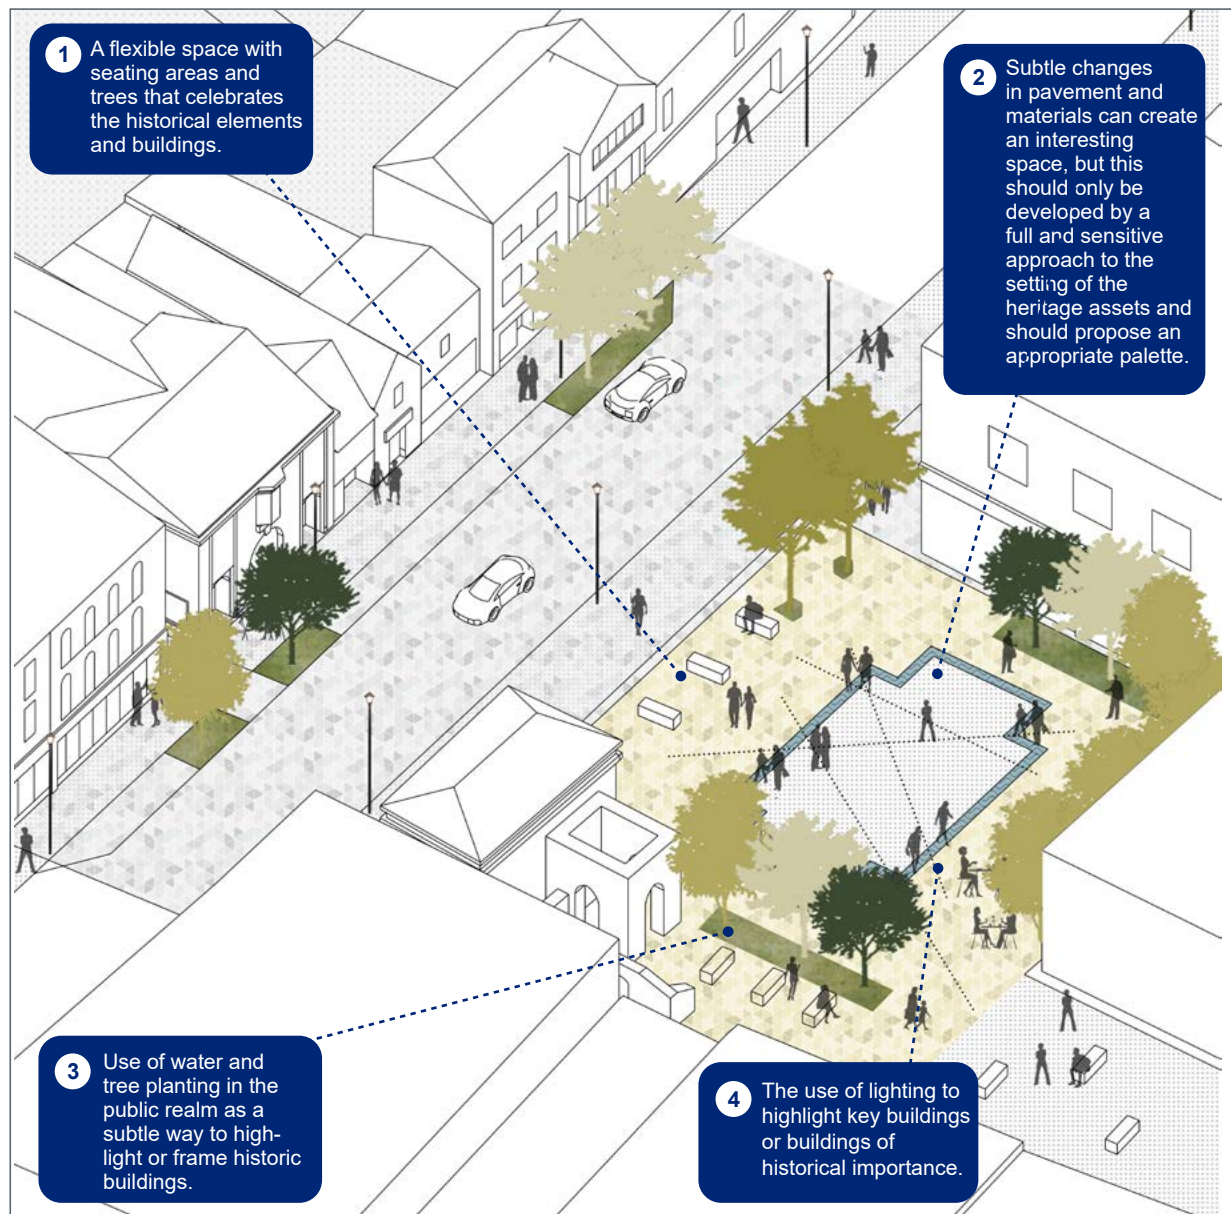 1
A flexible space with
seating areas and
trees that celebrates
the historical elements
and buildings.
2
Subtle changes
in pavement and
materials can create
an interesting
space, but this
should only be
developed by a
full and sensitive
approach to the
setting of the
heritage assets and
should propose an
appropriate palette.
3
Use of water and
tree planting in the
public realm as a
subtle way to high-
light or frame historic
buildings.
4
The use of lighting to
highlight key buildings
or buildings of
historical importance.